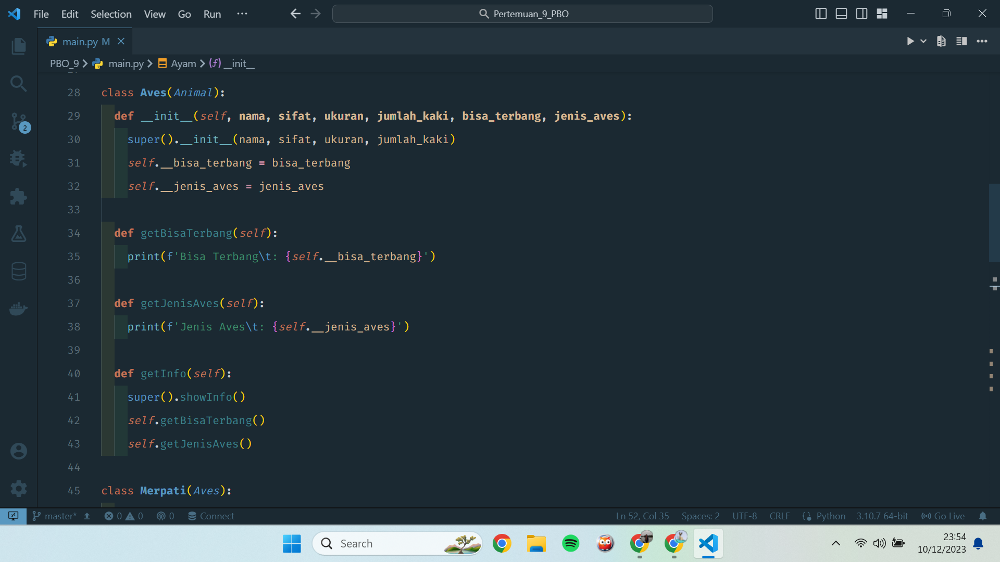 File Edit Selection View Go Run ··· Pertemuan_9_PBO
main.py M
PBO_9 > main.py > Ayam > __init__
28 class Aves(Animal):
29 def __init__(self, nama, sifat, ukuran, jumlah_kaki, bisa_terbang, jenis_aves):
30 super().__init__(nama, sifat, ukuran, jumlah_kaki)
31 self.__bisa_terbang = bisa_terbang
32 self.__jenis_aves = jenis_aves
33
34 def getBisaTerbang(self):
35 print(f'Bisa Terbang\t: {self.__bisa_terbang}')
36
37 def getJenisAves(self):
38 print(f'Jenis Aves\t: {self.__jenis_aves}')
39
40 def getInfo(self):
41 super().showInfo()
42 self.getBisaTerbang()
43 self.getJenisAves()
44
45 class Merpati(Aves):
2
master* 0 0 0 Connect Ln 52, Col 35 Spaces: 2 UTF-8 CRLF Python 3.10.7 64-bit Go Live
Search
23:54
10/12/2023